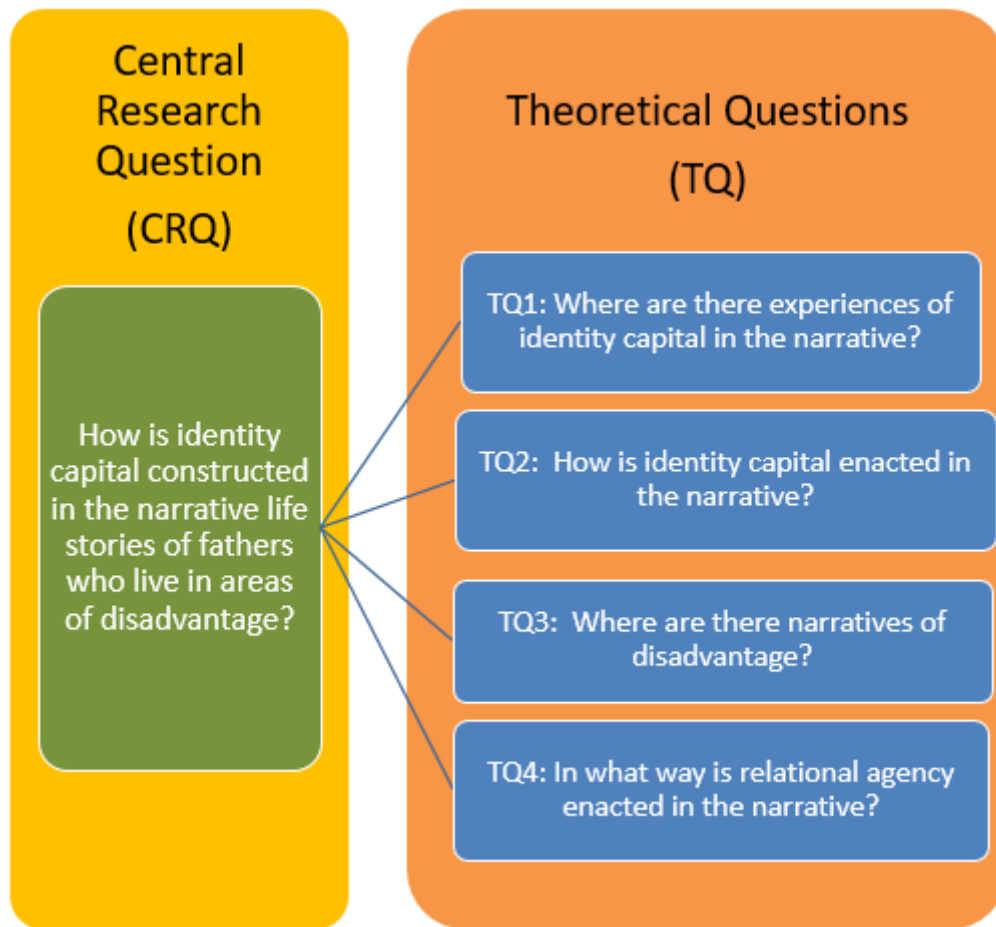 Central
Research
Question
(CRQ)
How is identity
capital constructed
in the narrative life
stories of fathers
who live in areas
of disadvantage?
Theoretical Questions
(TQ)
TQ1: Where are there experiences of
identity capital in the narrative?
TQ2:  How is identity capital enacted in
the narrative?
TQ3:  Where are there narratives of
disadvantage?
TQ4: In what way is relational agency
enacted in the narrative?